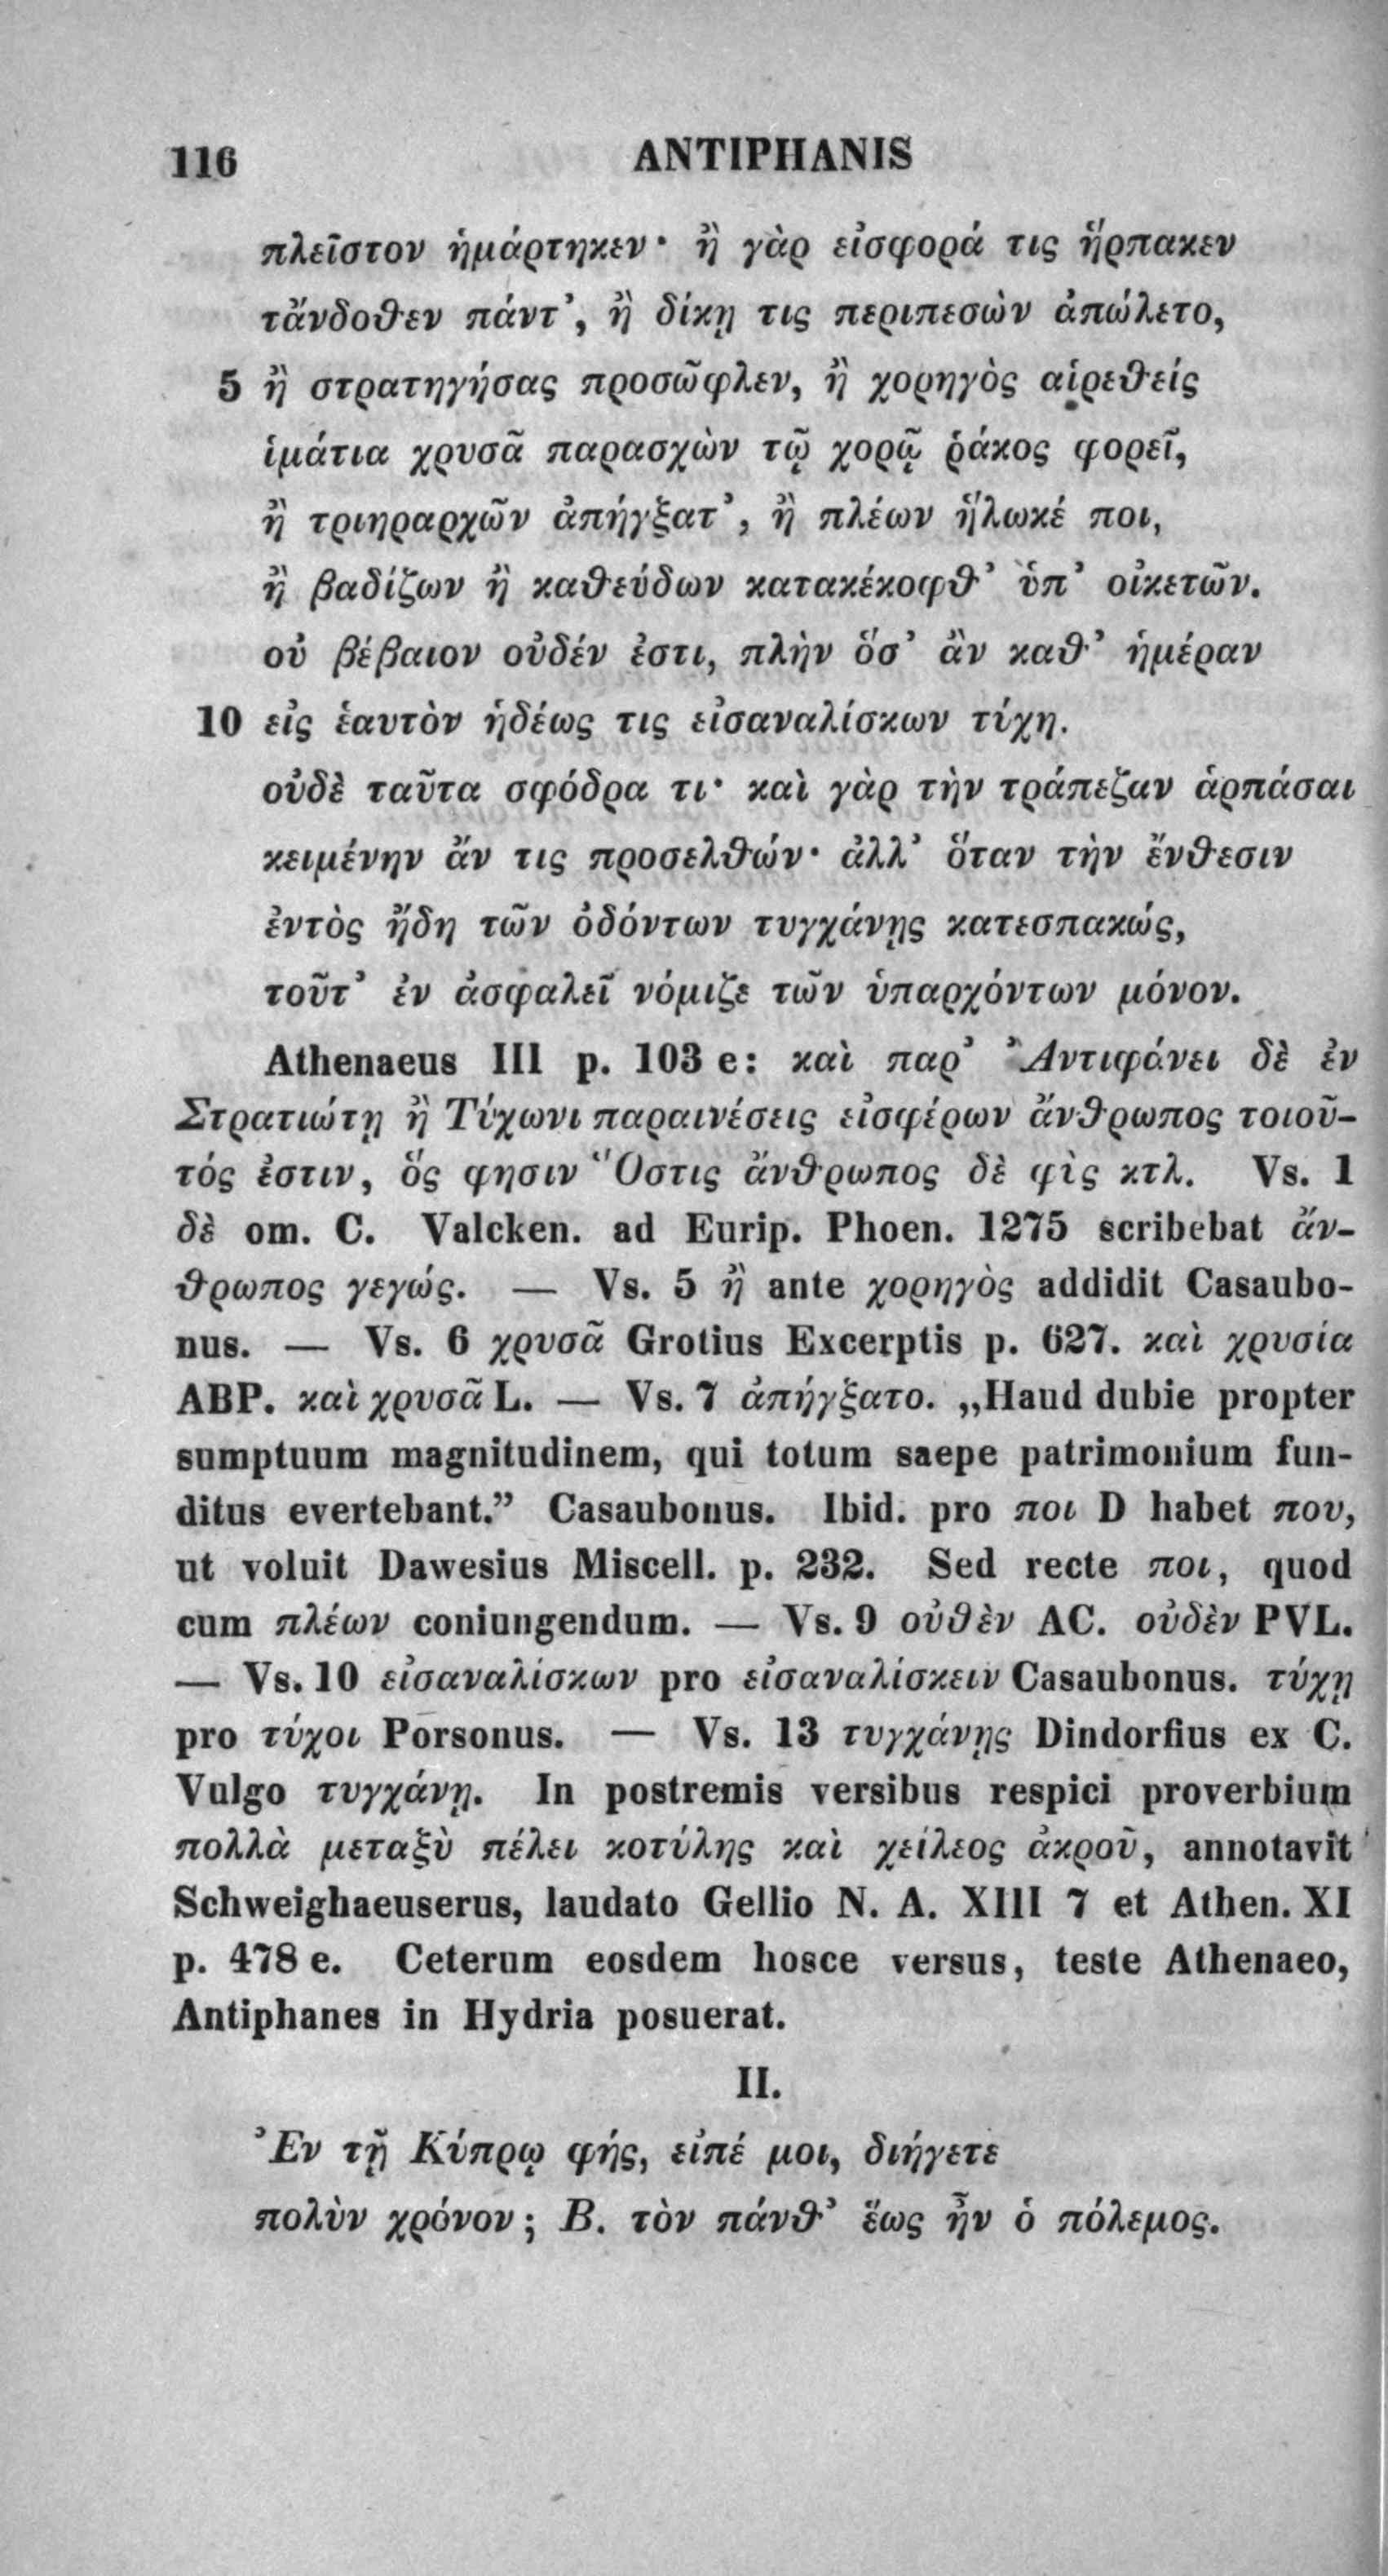 116 ANTIPHANIS
πλεῖστον ἡμάρτηκεν· ἢ γὰρ εἰσφορά τις ἥρπακεν
τἄνδοθεν πάντ’, ἢ δίκῃ τις περιπεσὼν ἀπώλετο,
5 ἢ στρατηγήσας προσῶφλεν, ἢ χορηγὸς αἱρεθείς
ἱμάτια χρυσᾶ παρασχὼν τῷ χορῷ ῥάκος φορεῖ,
ἢ τριηραρχῶν ἀπήγξατ’, ἢ πλέων ἥλωκέ ποι,
ἢ βαδίζων ἢ καθεύδων κατακέκοφθ’ ὑπ’ οἰκετῶν.
οὐ βέβαιον οὐδέν ἐστι, πλὴν ὅσ’ ἂν καθ’ ἡμέραν
10 εἰς ἑαυτὸν ἡδέως τις εἰσαναλίσκων τύχη.
οὐδὲ ταῦτα σφόδρα τι· καὶ γὰρ τὴν τράπεζαν ἁρπάσαι
κειμένην ἄν τις προσελθών· ἀλλ’ ὅταν τὴν ἔνθεσιν
ἐντὸς ἤδη τῶν ὀδόντων τυγχάνῃς κατεσπακώς,
τοῦτ’ ἐν ἀσφαλεῖ νόμιζε τῶν ὑπαρχόντων μόνον.
Athenaeus III p. 103 e: καὶ παρ’ Ἀντιφάνει δὲ ἐν
Στρατιώτῃ ἢ Τύχωνι παραινέσεις εἰσφέρων ἄνθρωπος τοιοῦ-
τός ἐστιν, ὅς φησιν Ὅστις ἄνθρωπος δὲ φὶς κτλ. Vs. 1
δὲ om. C. Valcken. ad Eurip. Phoen. 1275 scribebat ἄν-
θρωπος γεγώς. — Vs. 5 ἢ ante χορηγὸς addidit Casaubo-
nus. — Vs. 6 χρυσᾶ Grotius Excerptis p. 627. καὶ χρυσία
ABP. καὶ χρυσᾶ L. — Vs. 7 ἀπήγξατο. „Haud dubie propter
sumptuum magnitudinem, qui totum saepe patrimonium fun-
ditus evertebant.” Casaubonus. Ibid. pro ποι D habet που,
ut voluit Dawesius Miscell. p. 232. Sed recte ποι, quod
cum πλέων coniungendum. — Vs. 9 οὐθὲν AC. οὐδὲν PVL.
— Vs. 10 εἰσαναλίσκων pro εἰσαναλίσκειν Casaubonus. τύχῃ
pro τύχοι Porsonus. — Vs. 13 τυγχάνῃς Dindorfius ex C.
Vulgo τυγχάνῃ. In postremis versibus respici proverbium
πολλὰ μεταξὺ πέλει κοτύλης καὶ χείλεος ἀκροῦ, annotavit
Schweighaeuserus, laudato Gellio N. A. XIII 7 et Athen. XI
p. 478 e. Ceterum eosdem hosce versus, teste Athenaeo,
Antiphanes in Hydria posuerat.
II.
Ἐν τῇ Κύπρῳ φής, εἰπέ μοι, διήγετε
πολὺν χρόνον; B. τὸν πάνθ’ ἕως ἦν ὁ πόλεμος.